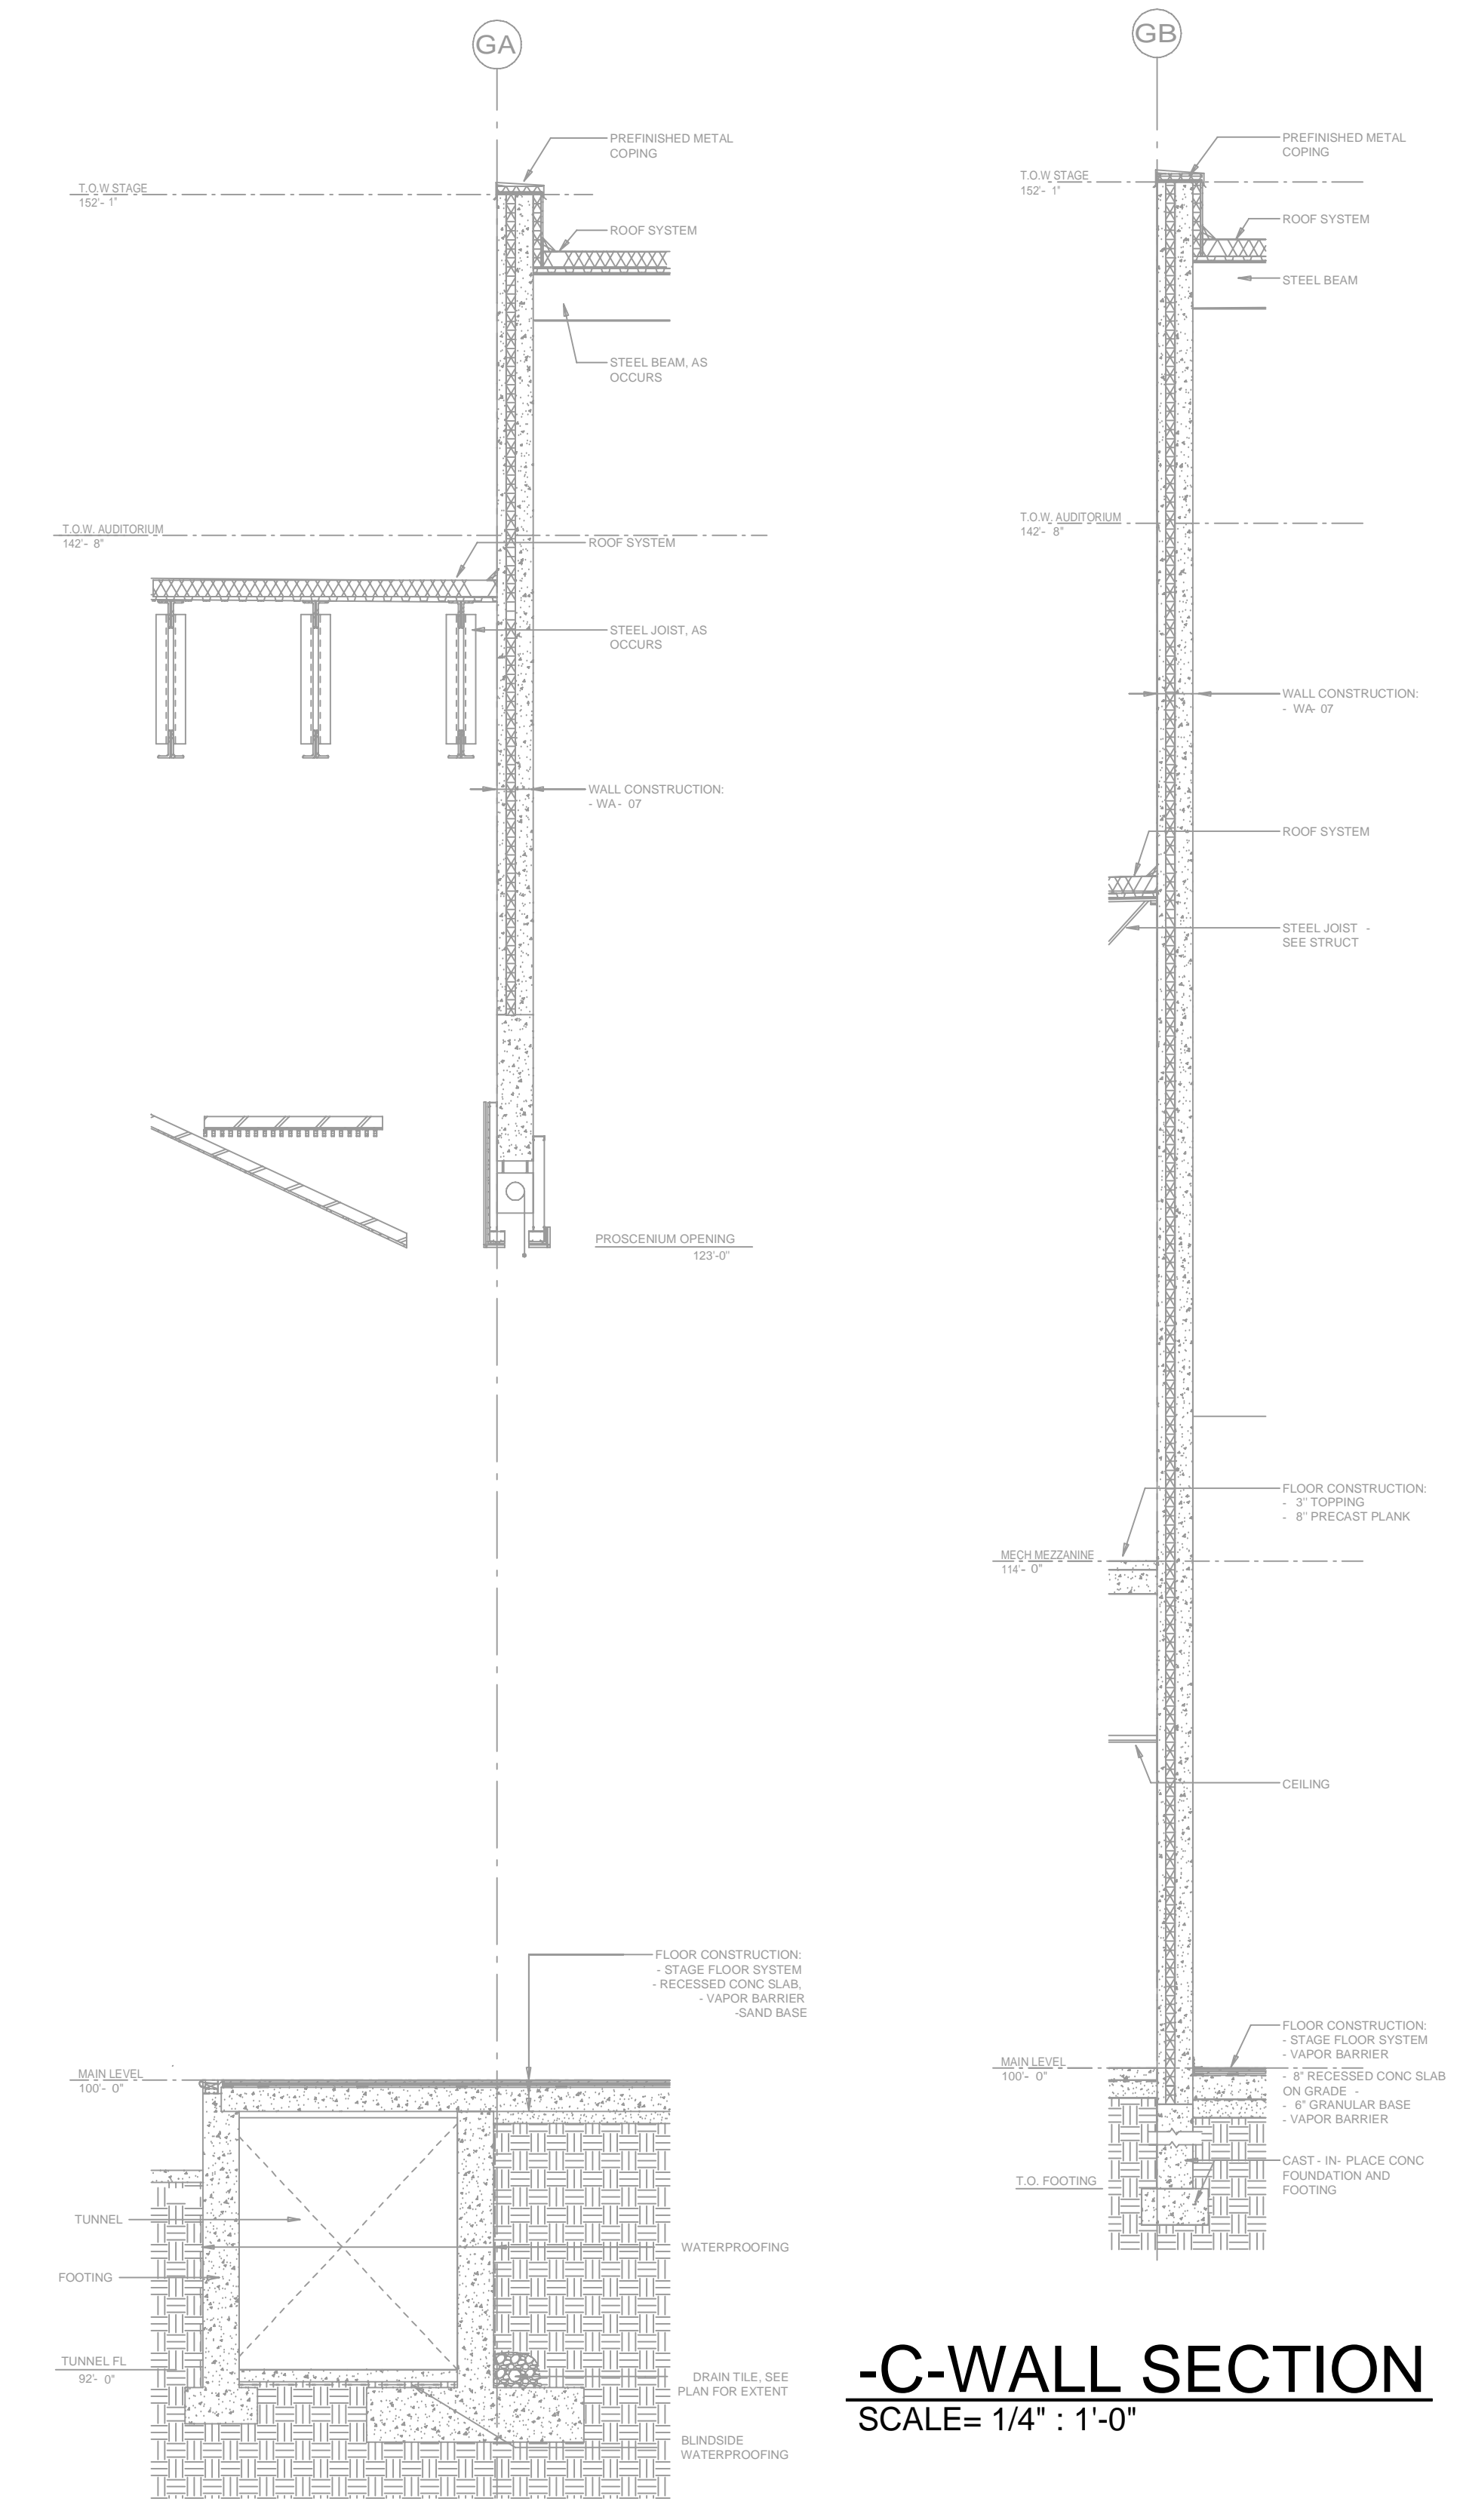 GA
PREFINISHED METAL
COPING
T.O.W STAGE
152'- 1"
ROOF SYSTEM
STEEL BEAM, AS
OCCURS
T.O.W. AUDITORIUM
142'- 8"
ROOF SYSTEM
STEEL JOIST, AS
OCCURS
WALL CONSTRUCTION:
- WA - 07
PROSCENIUM OPENING
123'-0"
FLOOR CONSTRUCTION:
- STAGE FLOOR SYSTEM
- RECESSED CONC SLAB,
- VAPOR BARRIER
-SAND BASE
MAIN LEVEL
100'- 0"
TUNNEL
WATERPROOFING
FOOTING
TUNNEL FL
92'- 0"
DRAIN TILE, SEE
PLAN FOR EXTENT
BLINDSIDE
WATERPROOFING
GB
PREFINISHED METAL
COPING
T.O.W STAGE
152'- 1"
ROOF SYSTEM
STEEL BEAM
T.O.W. AUDITORIUM
142'- 8"
WALL CONSTRUCTION:
- WA- 07
ROOF SYSTEM
STEEL JOIST -
SEE STRUCT
FLOOR CONSTRUCTION:
- 3" TOPPING
- 8" PRECAST PLANK
MECH MEZZANINE
114'- 0"
CEILING
FLOOR CONSTRUCTION:
- STAGE FLOOR SYSTEM
- VAPOR BARRIER
MAIN LEVEL
100'- 0"
- 8" RECESSED CONC SLAB
ON GRADE -
- 6" GRANULAR BASE
- VAPOR BARRIER
CAST - IN- PLACE CONC
FOUNDATION AND
FOOTING
T.O. FOOTING
-C-WALL SECTION
SCALE= 1/4" : 1'-0"